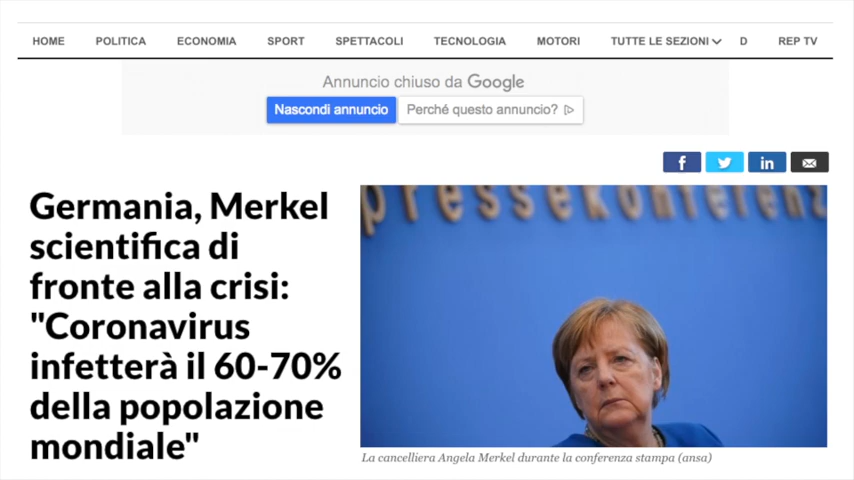 HOME POLITICA ECONOMIA SPORT SPETTACOLI TECNOLOGIA MOTORI TUTTE LE SEZIONI D REP TV
Annuncio chiuso da Google
Nascondi annuncio Perché questo annuncio?
f in
Germania, Merkel
scientifica di
fronte alla crisi:
"Coronavirus
infetterà il 60-70%
della popolazione
mondiale"
pressekonferenz
La cancelliera Angela Merkel durante la conferenza stampa (ansa)